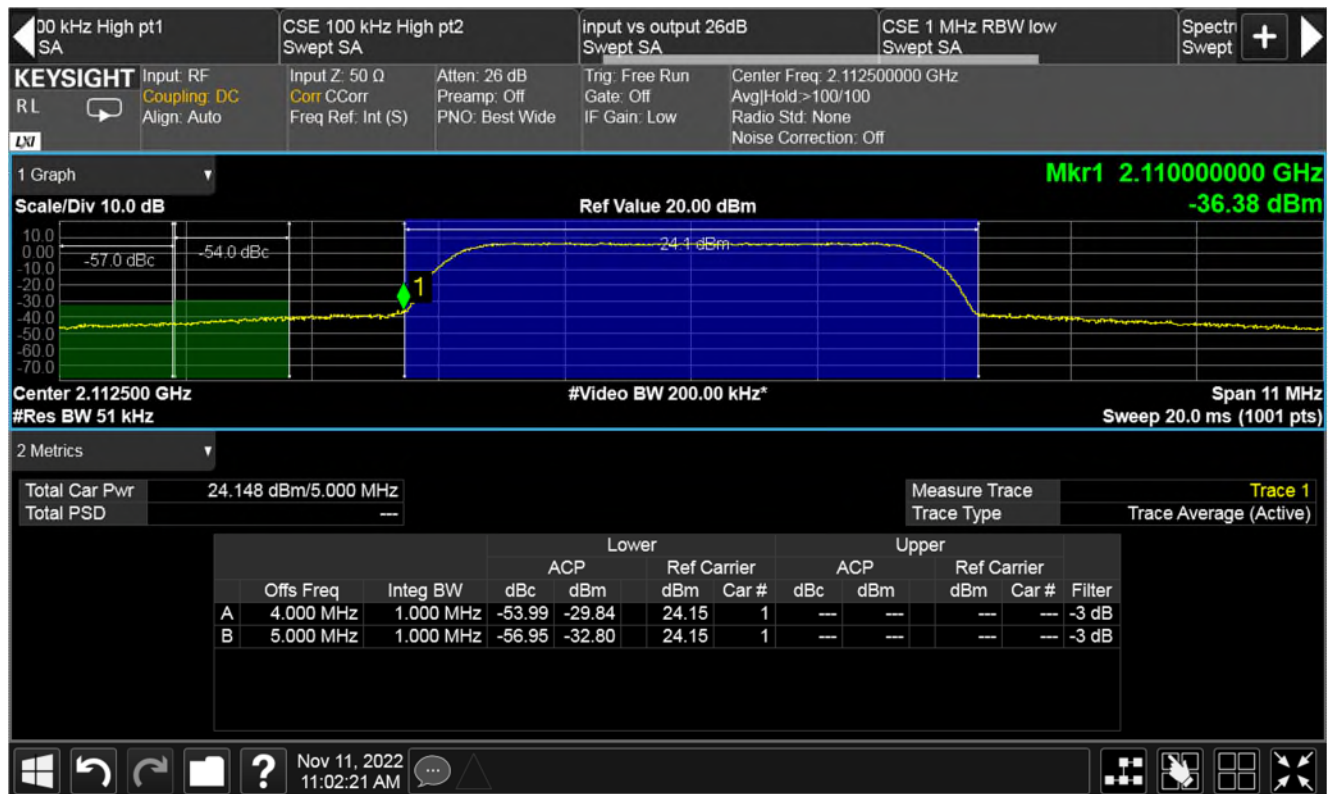 00 kHz High pt1
SA
CSE 100 kHz High pt2
Swept SA
input vs output 26dB
Swept SA
CSE 1 MHz RBW low
Swept SA
Spectr
Swept
+
KEYSIGHT
R L
LXI
Input: RF
Coupling: DC
Align: Auto
Input Z: 50 Ω
Corr CCorr
Freq Ref: Int (S)
Atten: 26 dB
Preamp: Off
PNO: Best Wide
Trig: Free Run
Gate: Off
IF Gain: Low
Center Freq: 2.112500000 GHz
Avg|Hold:>100/100
Radio Std: None
Noise Correction: Off
1 Graph
Mkr1 2.110000000 GHz
-36.38 dBm
Scale/Div 10.0 dB
Ref Value 20.00 dBm
10.0
0.00
-10.0
-20.0
-30.0
-40.0
-50.0
-60.0
-70.0
-57.0 dBc
-54.0 dBc
24.1 dBm
1
Center 2.112500 GHz
#Video BW 200.00 kHz*
Span 11 MHz
#Res BW 51 kHz
Sweep 20.0 ms (1001 pts)
2 Metrics
Total Car Pwr 24.148 dBm/5.000 MHz
Total PSD ---
Measure Trace Trace 1
Trace Type Trace Average (Active)
Lower Upper
ACP Ref Carrier ACP Ref Carrier
Offs Freq Integ BW dBc dBm dBm Car # dBc dBm dBm Car # Filter
A 4.000 MHz 1.000 MHz -53.99 -29.84 24.15 1 --- --- --- --- -3 dB
B 5.000 MHz 1.000 MHz -56.95 -32.80 24.15 1 --- --- --- --- -3 dB
?
Nov 11, 2022
11:02:21 AM